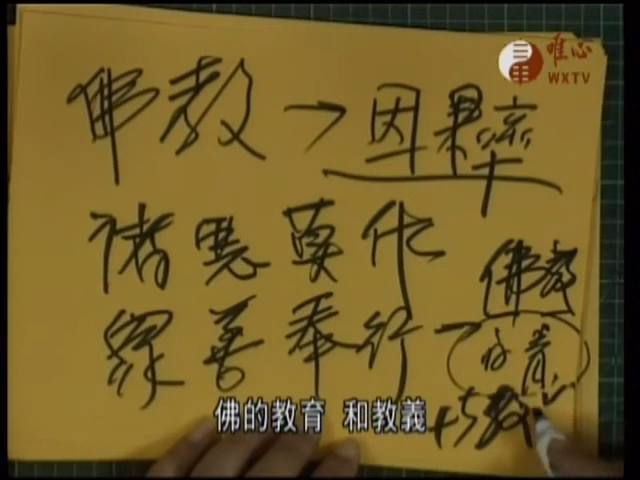 唯心
WXTV
佛教→因果率
諸惡莫作
眾善奉行→佛教
佛的教育 和教義